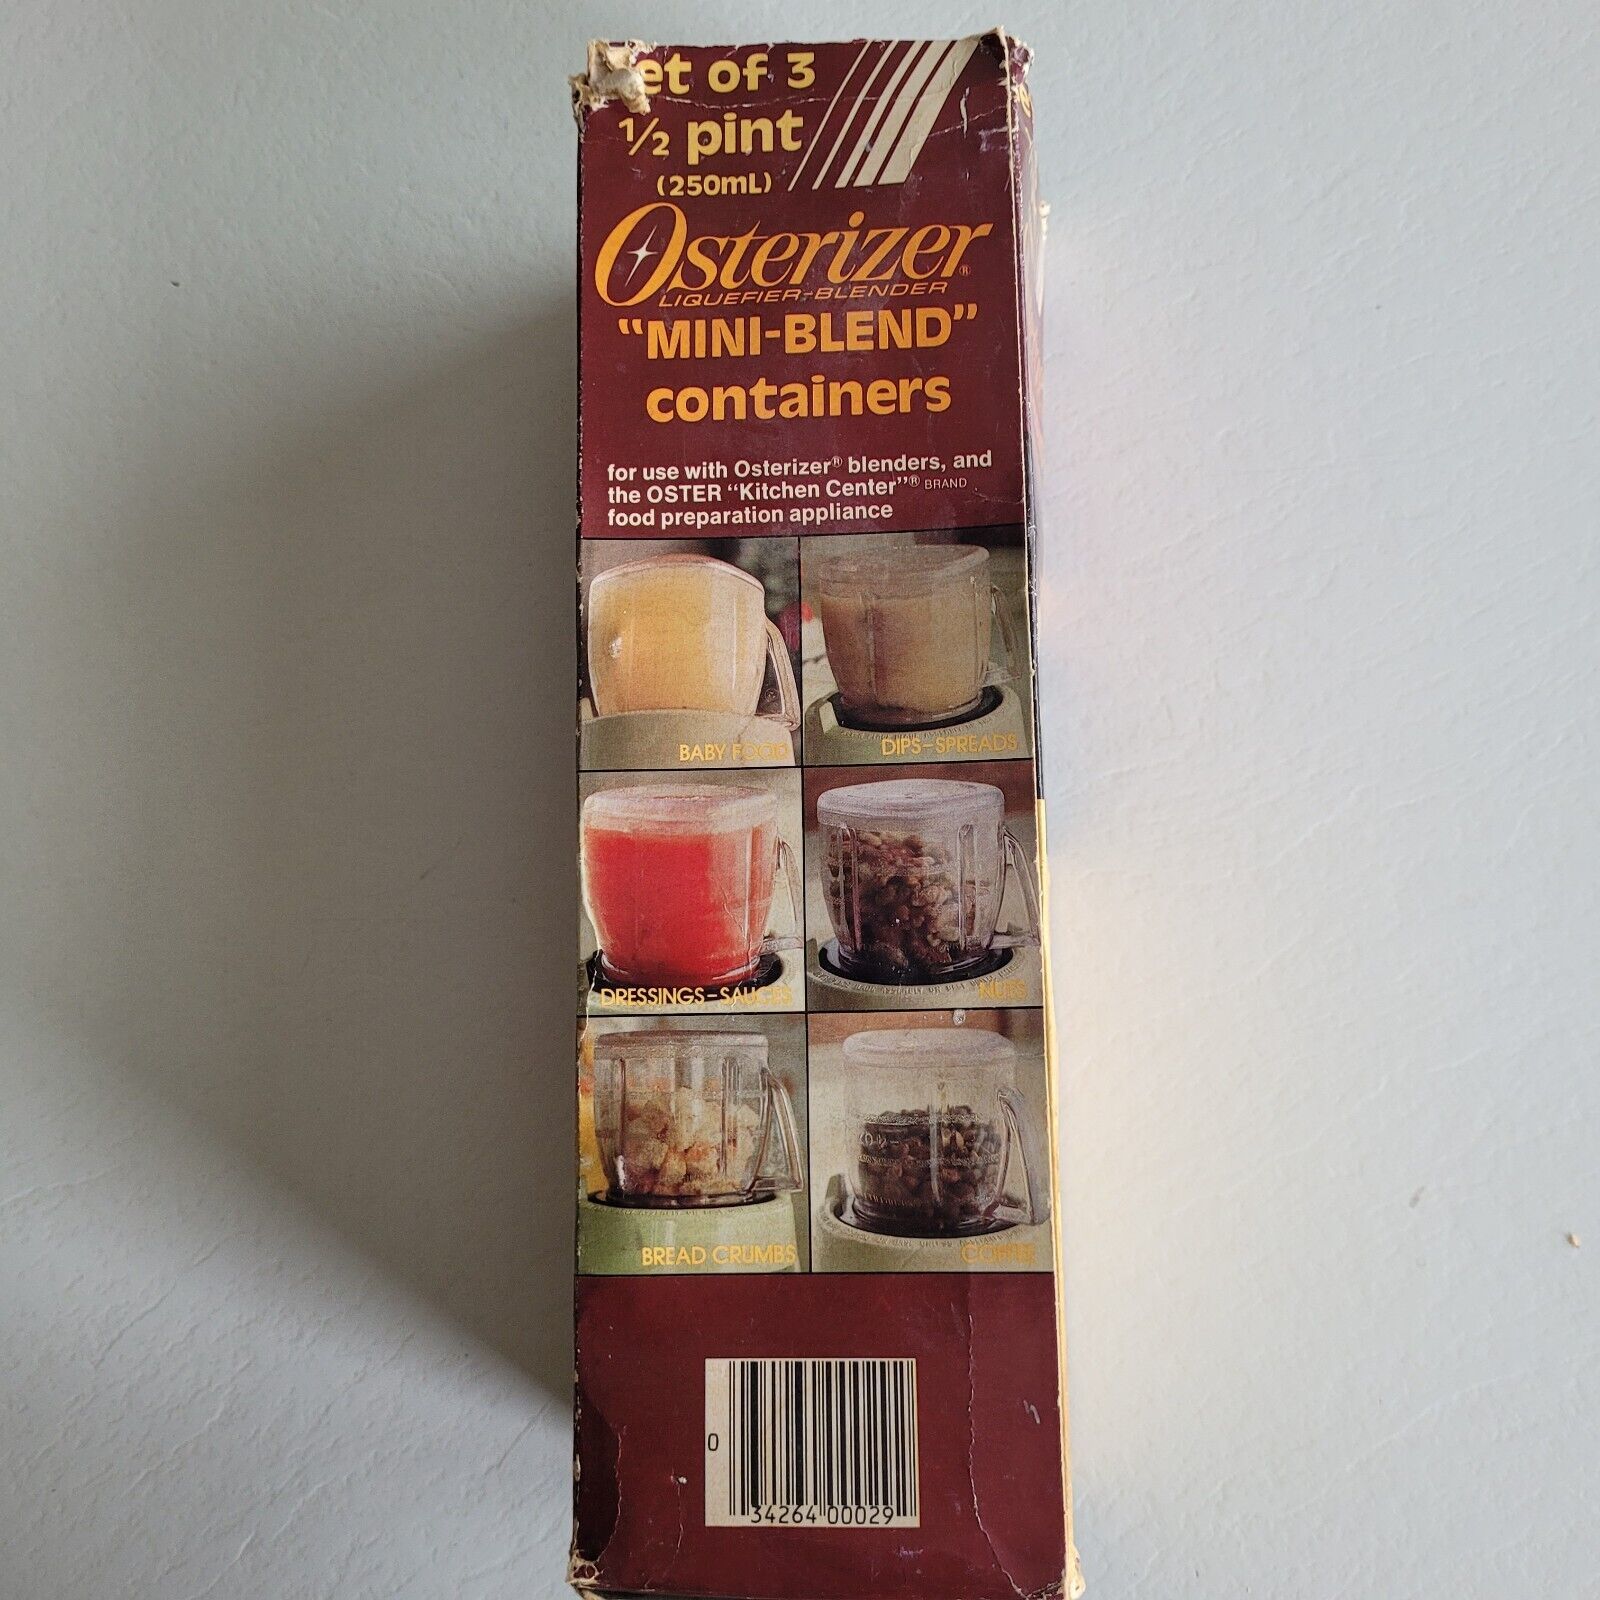 et of 3
1/2 pint
(250mL)
Osterizer®
LIQUEFIER-BLENDER
"MINI-BLEND"
containers
for use with Osterizer® blenders, and
the OSTER "Kitchen Center"® BRAND
food preparation appliance
BABY FOOD
DIPS-SPREADS
DRESSINGS-SAUCES
NUTS
BREAD CRUMBS
COFFEE
0 34264 00029